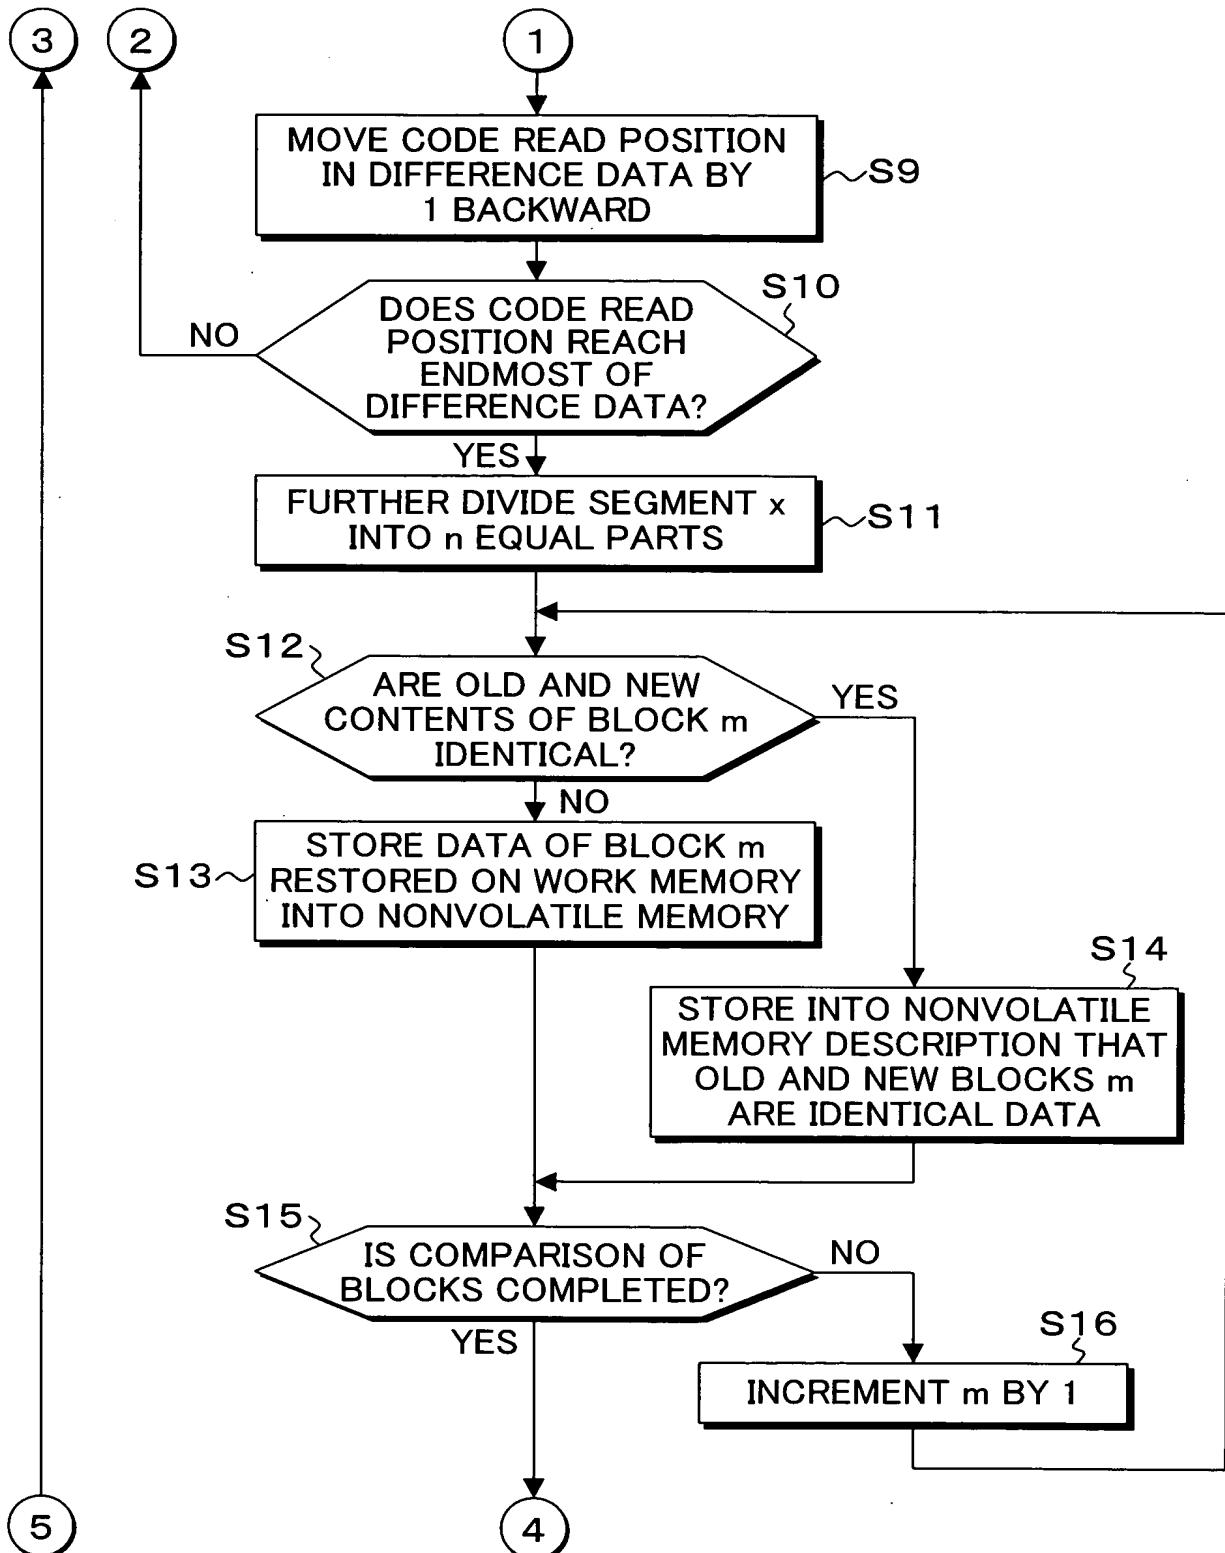 3
2
1
MOVE CODE READ POSITION
IN DIFFERENCE DATA BY
1 BACKWARD
S9
S10
DOES CODE READ
POSITION REACH
ENDMOST OF
DIFFERENCE DATA?
NO
YES
FURTHER DIVIDE SEGMENT x
INTO n EQUAL PARTS
S11
S12
ARE OLD AND NEW
CONTENTS OF BLOCK m
IDENTICAL?
YES
NO
STORE DATA OF BLOCK m
RESTORED ON WORK MEMORY
INTO NONVOLATILE MEMORY
S13
S14
STORE INTO NONVOLATILE
MEMORY DESCRIPTION THAT
OLD AND NEW BLOCKS m
ARE IDENTICAL DATA
S15
IS COMPARISON OF
BLOCKS COMPLETED?
NO
YES
S16
INCREMENT m BY 1
5
4